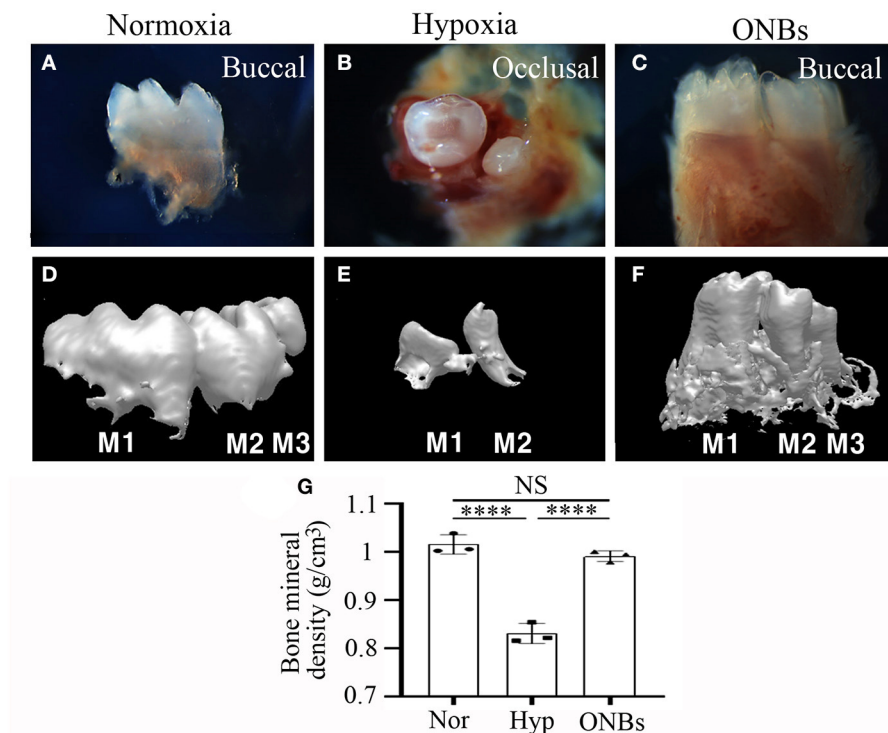 Normoxia
Hypoxia
ONBs
A
Buccal
B
Occlusal
C
Buccal
D
M1
M2
M3
E
M1
M2
F
M1
M2
M3
G
NS
****
****
Bone mineral
density (g/cm³)
1.1
1
0.9
0.8
0.7
Nor
Hyp
ONBs